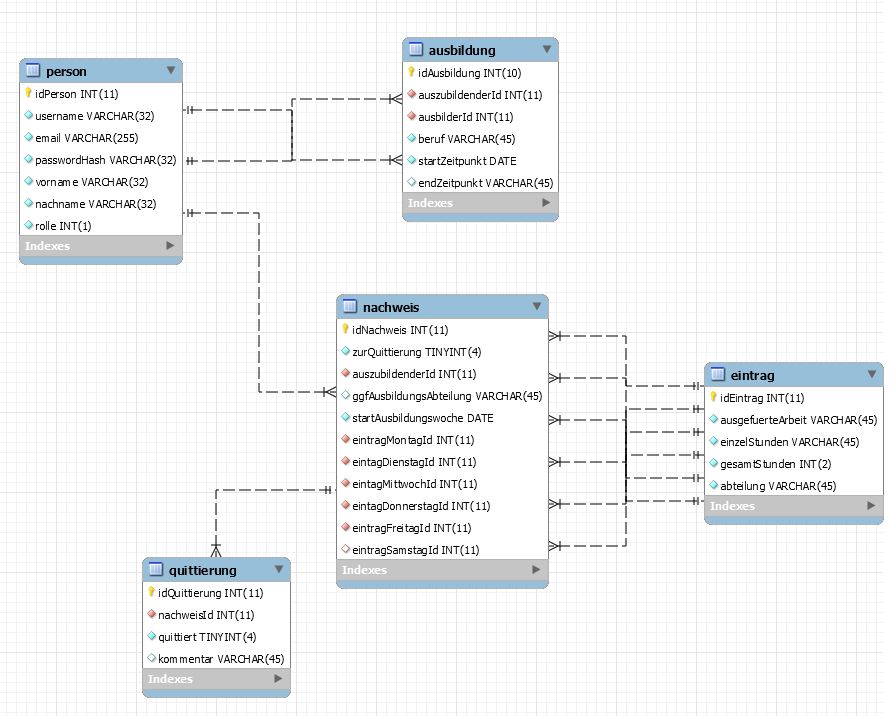 person
idPerson INT(11)
username VARCHAR(32)
email VARCHAR(255)
passwordHash VARCHAR(32)
vorname VARCHAR(32)
nachname VARCHAR(32)
rolle INT(1)
Indexes
ausbildung
idAusbildung INT(10)
auszubildenderId INT(11)
ausbilderId INT(11)
beruf VARCHAR(45)
startZeitpunkt DATE
endZeitpunkt VARCHAR(45)
Indexes
nachweis
idNachweis INT(11)
zurQuittierung TINYINT(4)
auszubildenderId INT(11)
ggfAusbildungsAbteilung VARCHAR(45)
startAusbildungswoche DATE
eintragMontagId INT(11)
eintagDienstagId INT(11)
eintagMittwochId INT(11)
eintagDonnerstagId INT(11)
eintragFreitagId INT(11)
eintragSamstagId INT(11)
Indexes
eintrag
idEintrag INT(11)
ausgefuerteArbeit VARCHAR(45)
einzelStunden VARCHAR(45)
gesamtStunden INT(2)
abteilung VARCHAR(45)
Indexes
quittierung
idQuittierung INT(11)
nachweisId INT(11)
quittiert TINYINT(4)
kommentar VARCHAR(45)
Indexes